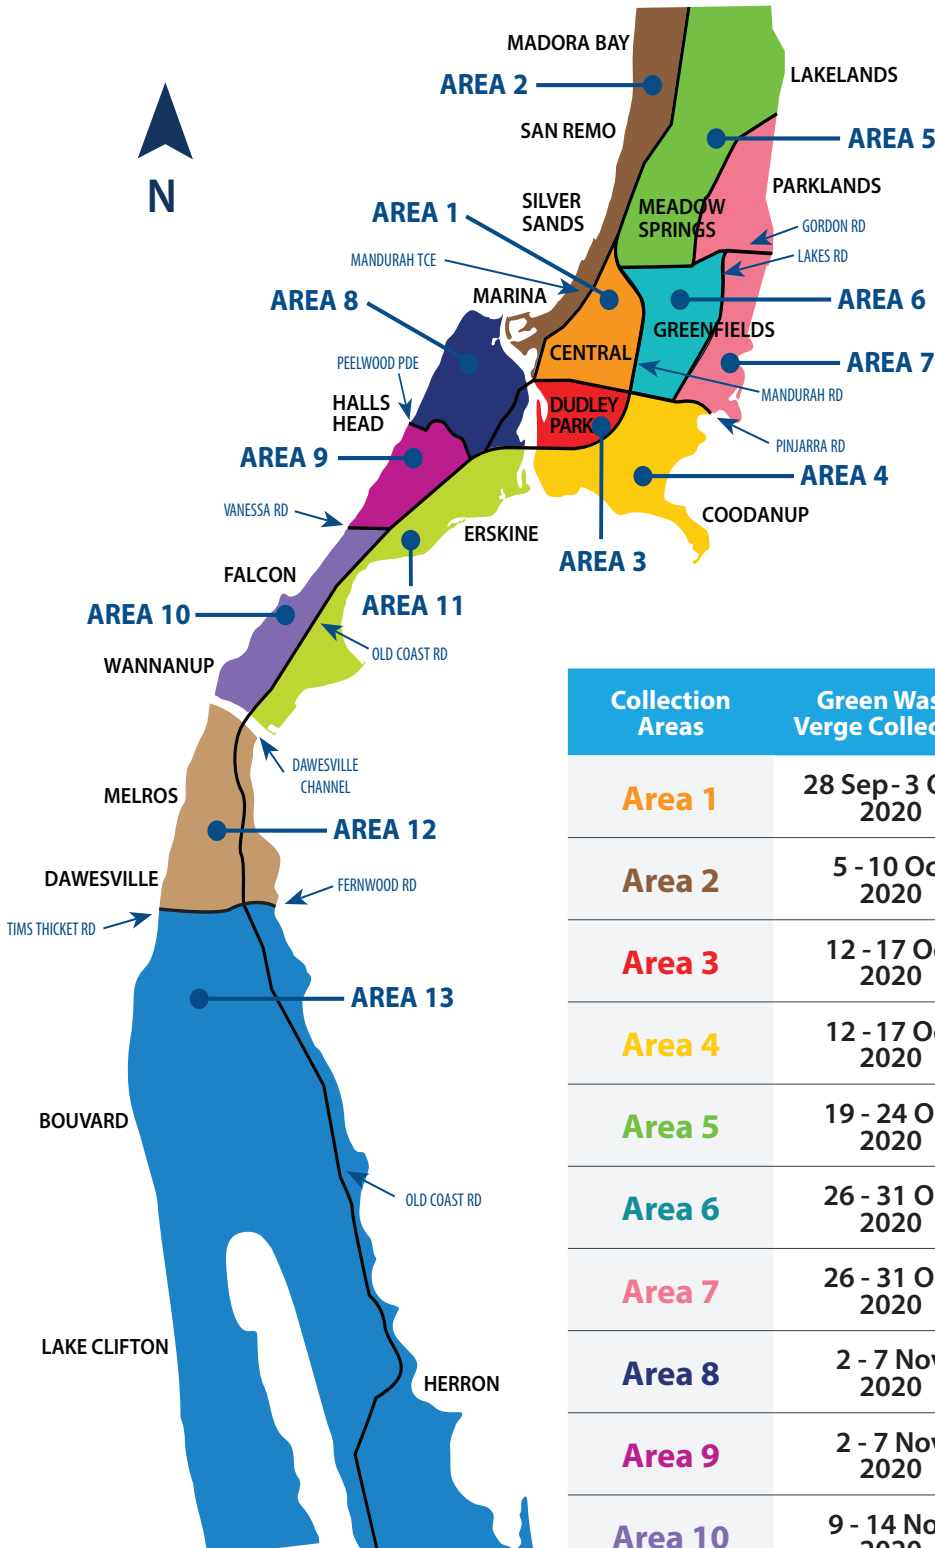 MADORA BAY
AREA 2
LAKELANDS
SAN REMO
AREA 5
N
PARKLANDS
SILVER
SANDS
MEADOW
SPRINGS
AREA 1
GORDON RD
MANDURAH TCE
LAKES RD
MARINA
AREA 8
AREA 6
GREENFIELDS
CENTRAL
PEELWOOD PDE
AREA 7
MANDURAH RD
HALLS
HEAD
DUDLEY
PARK
PINJARRA RD
AREA 9
AREA 4
VANESSA RD
COODANUP
ERSKINE
AREA 3
FALCON
AREA 11
AREA 10
OLD COAST RD
WANNANUP
DAWESVILLE
CHANNEL
MELROS
AREA 12
DAWESVILLE
FERNWOOD RD
TIMS THICKET RD
AREA 13
BOUVARD
OLD COAST RD
LAKE CLIFTON
HERRON
Collection
Areas
Green
Verge
Area 1
28 Sep - 3
2020
Area 2
5 - 10
2020
Area 3
12 - 17
2020
Area 4
12 - 17
2020
Area 5
19 - 24
2020
Area 6
26 - 31
2020
Area 7
26 - 31
2020
Area 8
2 - 7 Nov
2020
Area 9
2 - 7 Nov
2020
Area 10
9 - 14